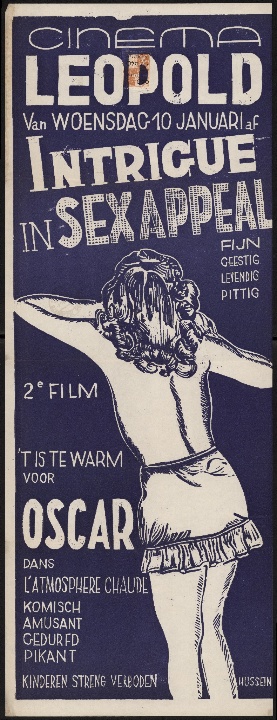 CINEMA
LEOPOLD
Van WOENSDAG 10 JANUARI af
INTRIGUE
IN SEX APPEAL
FIJN
GEESTIG
LEVENDIG
PITTIG
2e FILM
'T IS TE WARM
VOOR
OSCAR
DANS
L'ATMOSPHERE CHAUDE
KOMISCH
AMUSANT
GEDURFD
PIKANT
KINDEREN STRENG VERBODEN
HUSSEIN